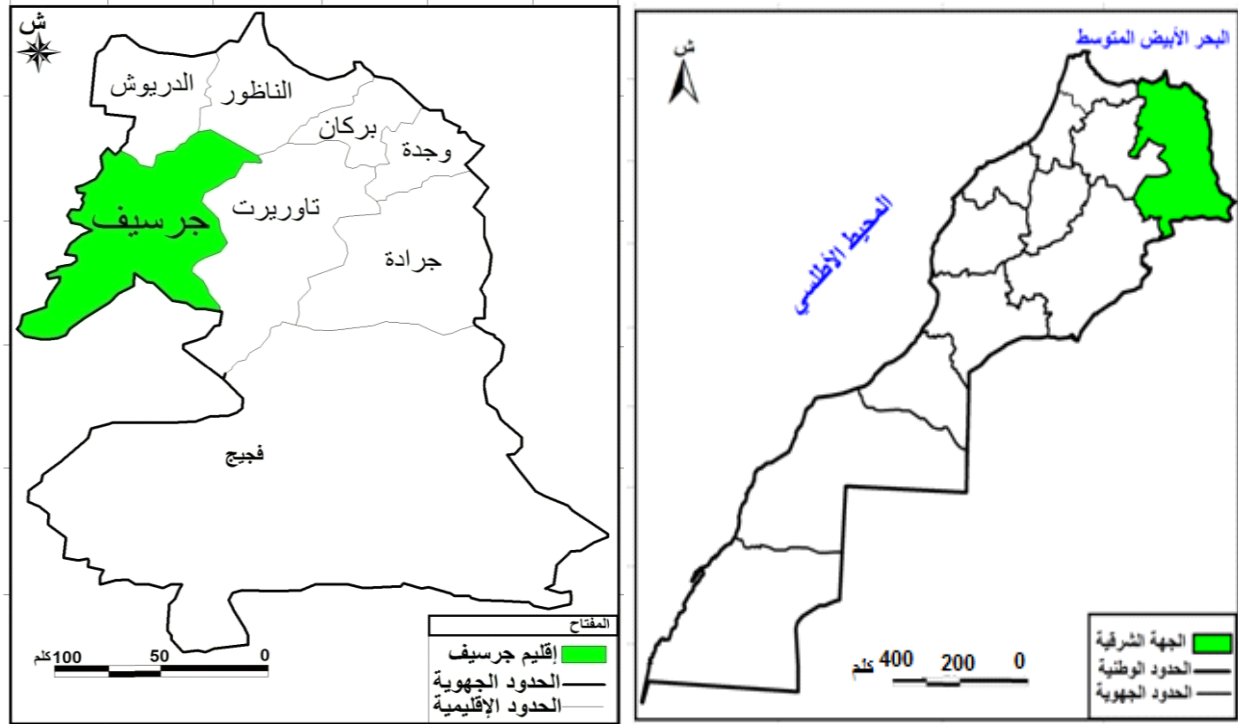 ش
الدريوش
الناظور
بركان
وجدة
جرسيف
تاوريرت
جرادة
فجيج
المفتاح
إقليم جرسيف
الحدود الجهوية
الحدود الإقليمية
0 50 100 كلم
ش
البحر الأبيض المتوسط
المحيط الأطلسي
الجهة الشرقية
الحدود الوطنية
الحدود الجهوية
0 200 400 كلم